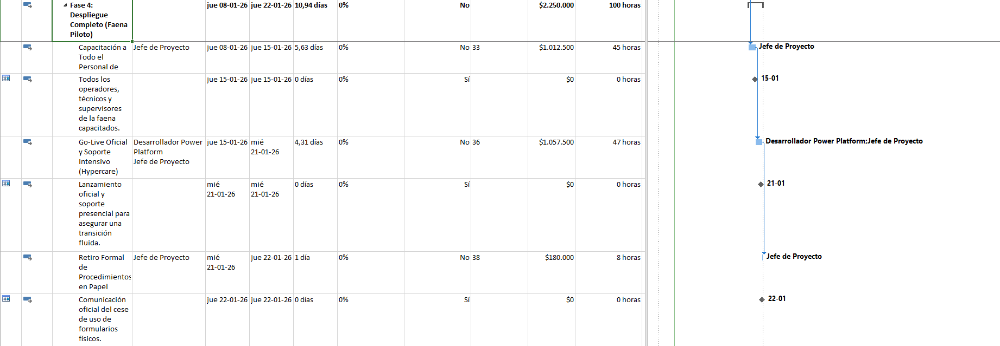 Fase 4: jue 08-01-26 jue 22-01-26 10,94 días 0% No $2.250.000 100 horas
Despliegue
Completo (Faena
Piloto)
Capacitación a Jefe de Proyecto jue 08-01-26 jue 15-01-26 5,63 días 0% No 33 $1.012.500 45 horas Jefe de Proyecto
Todo el
Personal de
Todos los jue 15-01-26 jue 15-01-26 0 días 0% Sí $0 0 horas 15-01
operadores,
técnicos y
supervisores
de la faena
capacitados.
Go-Live Oficial Desarrollador Power jue 15-01-26 mié 4,31 días 0% No 36 $1.057.500 47 horas Desarrollador Power Platform;Jefe de Proyecto
y Soporte Platform 21-01-26
Intensivo Jefe de Proyecto
(Hypercare)
Lanzamiento mié mié 0 días 0% Sí $0 0 horas 21-01
oficial y 21-01-26 21-01-26
soporte
presencial para
asegurar una
transición
fluida.
Retiro Formal Jefe de Proyecto mié jue 22-01-26 1 día 0% No 38 $180.000 8 horas Jefe de Proyecto
de 21-01-26
Procedimientos
en Papel
Comunicación jue 22-01-26 jue 22-01-26 0 días 0% Sí $0 0 horas 22-01
oficial del cese
de uso de
formularios
físicos.